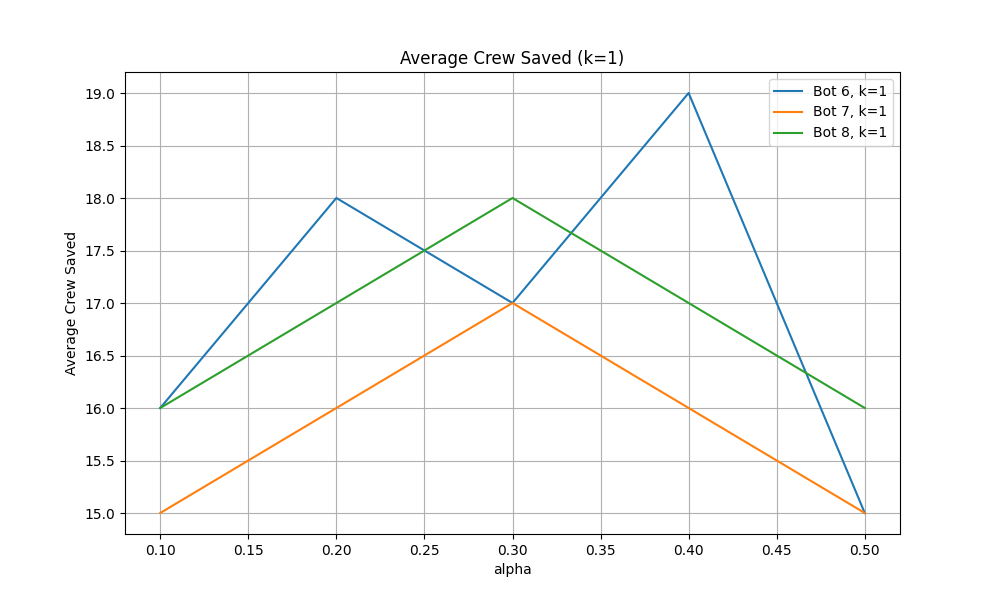 Average Crew Saved (k=1)
Bot 6, k=1
Bot 7, k=1
Bot 8, k=1
Average Crew Saved
19.0
18.5
18.0
17.5
17.0
16.5
16.0
15.5
15.0
0.10 0.15 0.20 0.25 0.30 0.35 0.40 0.45 0.50
alpha